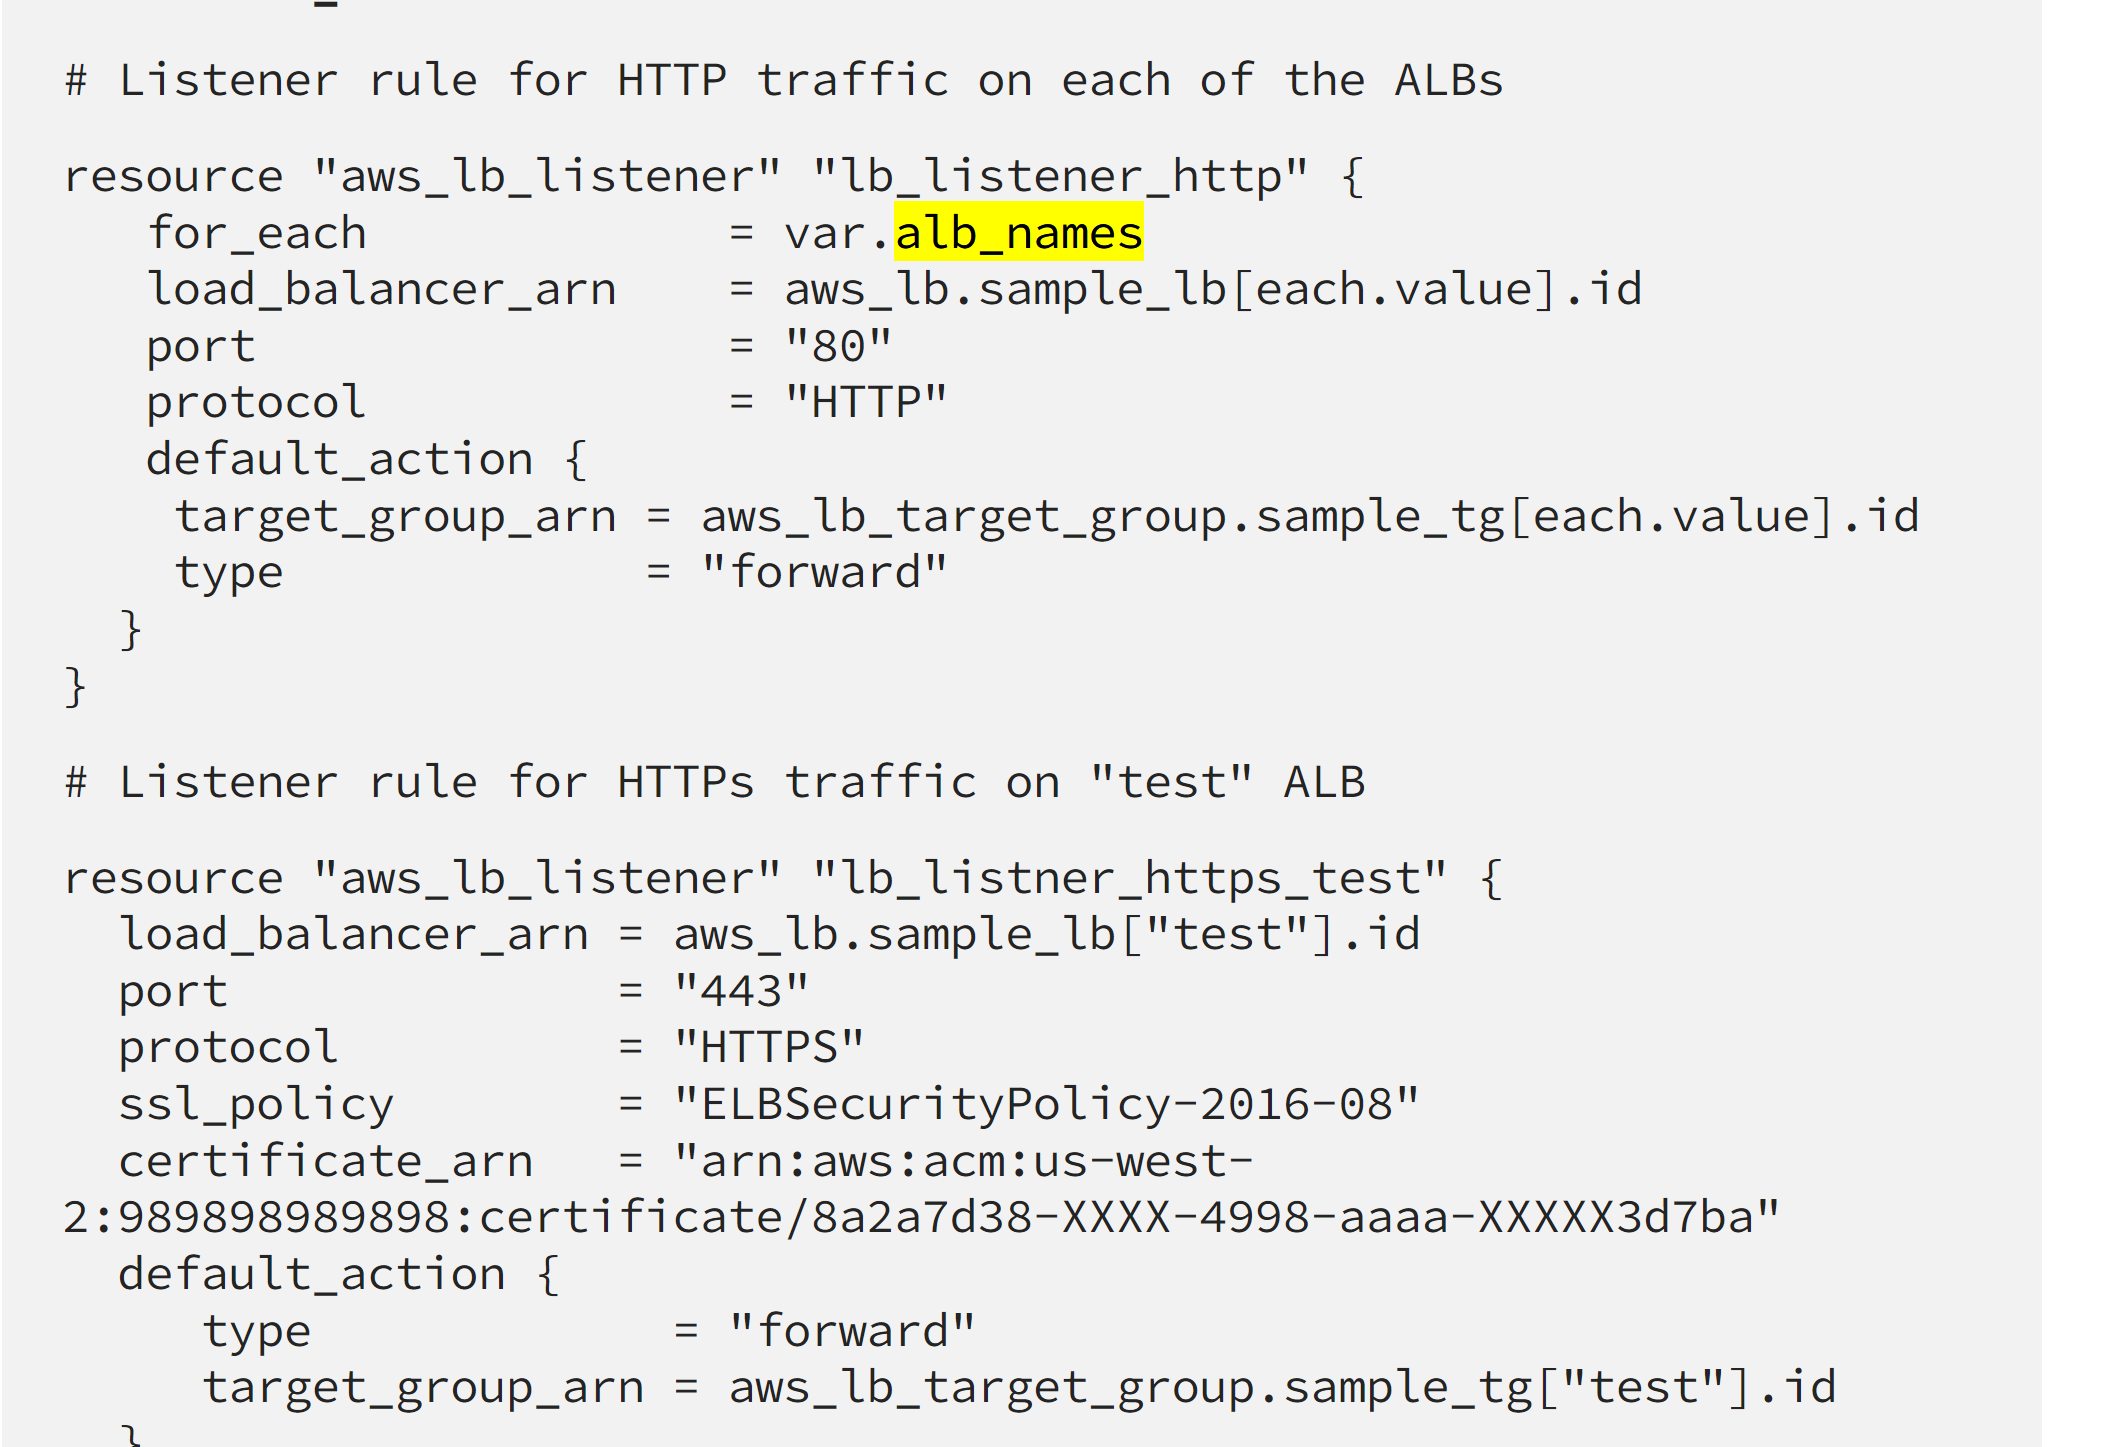 # Listener rule for HTTP traffic on each of the ALBs
resource "aws_lb_listener" "lb_listener_http" {
   for_each             = var.alb_names
   load_balancer_arn    = aws_lb.sample_lb[each.value].id
   port                 = "80"
   protocol             = "HTTP"
   default_action {
    target_group_arn = aws_lb_target_group.sample_tg[each.value].id
    type             = "forward"
  }
}
# Listener rule for HTTPs traffic on "test" ALB
resource "aws_lb_listener" "lb_listner_https_test" {
  load_balancer_arn = aws_lb.sample_lb["test"].id
  port              = "443"
  protocol          = "HTTPS"
  ssl_policy        = "ELBSecurityPolicy-2016-08"
  certificate_arn   = "arn:aws:acm:us-west-
2:989898989898:certificate/8a2a7d38-XXXX-4998-aaaa-XXXXX3d7ba"
  default_action {
     type             = "forward"
     target_group_arn = aws_lb_target_group.sample_tg["test"].id
  }